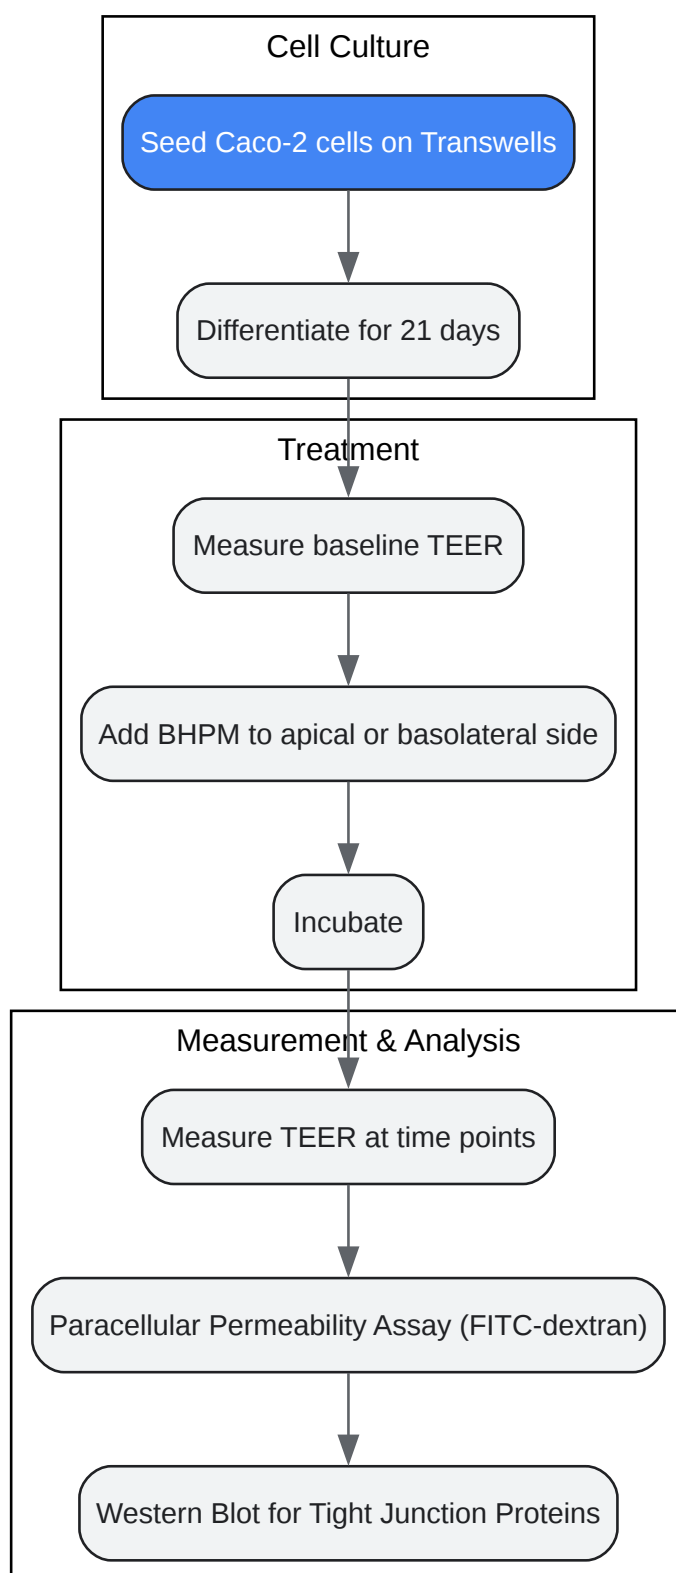 Cell Culture
Seed Caco-2 cells on Transwells
Differentiate for 21 days
Treatment
Measure baseline TEER
Add BHPM to apical or basolateral side
Incubate
Measurement & Analysis
Measure TEER at time points
Paracellular Permeability Assay (FITC-dextran)
Western Blot for Tight Junction Proteins